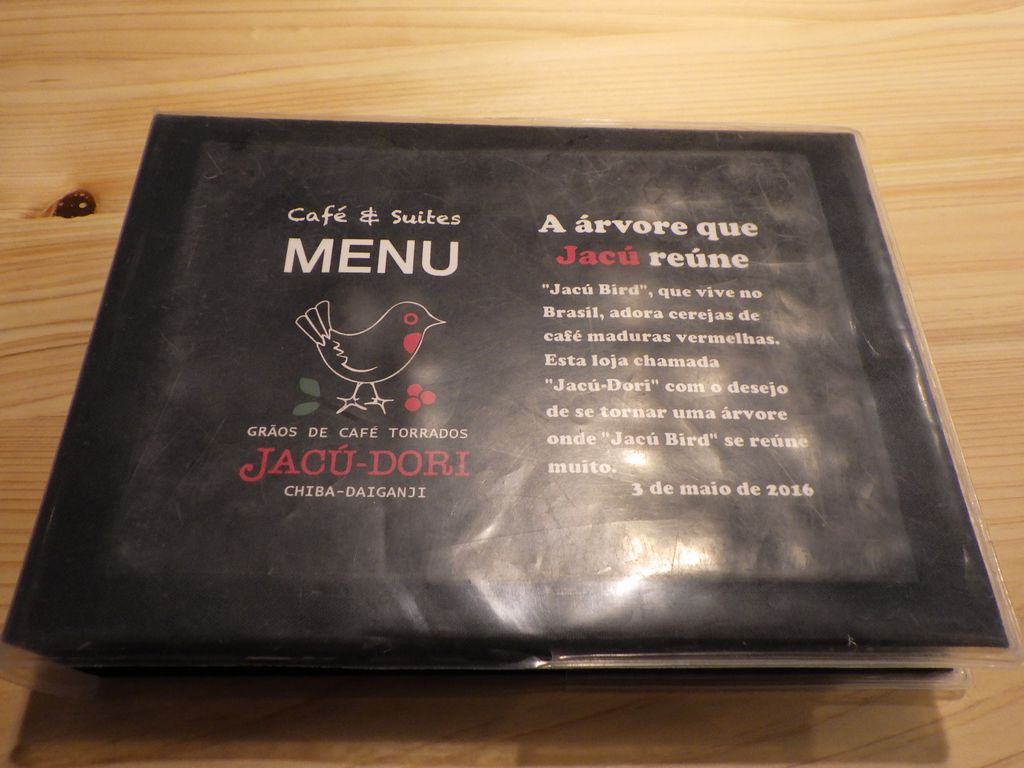 Café & Suites
MENU
GRÃOS DE CAFÉ TORRADOS
JACÚ-DORI
CHIBA-DAIGANJI
A árvore que
Jacú reúne
"Jacú Bird", que vive no
Brasil, adora cerejas de
café maduras vermelhas.
Esta loja chamada
"Jacú-Dori" com o desejo
de se tornar uma árvore
onde "Jacú Bird" se reúne
muito.
3 de maio de 2016